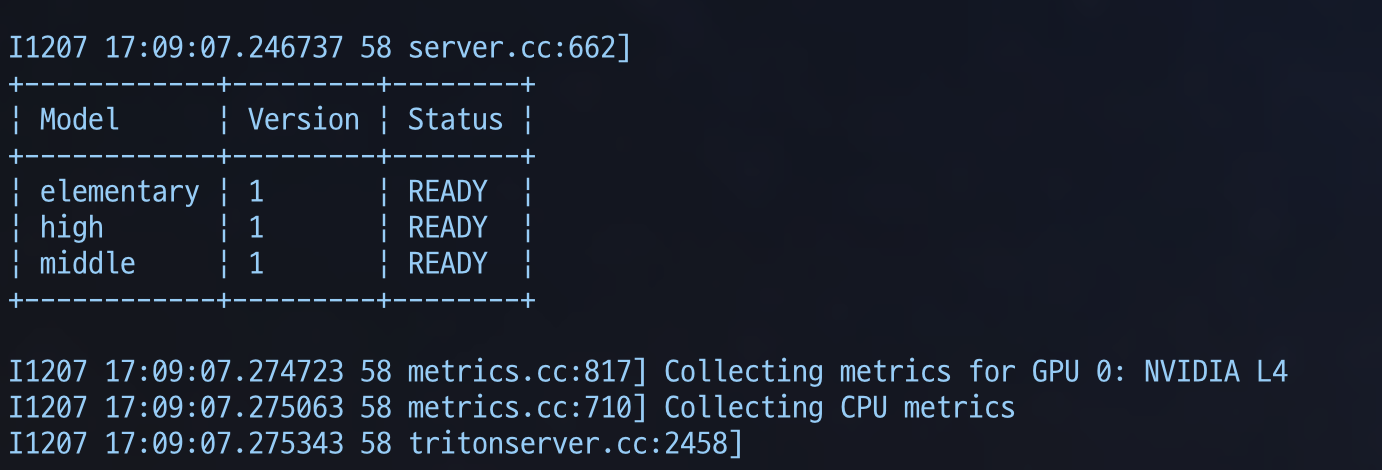 I1207 17:09:07.246737 58 server.cc:662]
+------------+---------+--------+
¦ Model      ¦ Version ¦ Status ¦
+------------+---------+--------+
¦ elementary ¦ 1       ¦ READY  ¦
¦ high       ¦ 1       ¦ READY  ¦
¦ middle     ¦ 1       ¦ READY  ¦
+------------+---------+--------+
I1207 17:09:07.274723 58 metrics.cc:817] Collecting metrics for GPU 0: NVIDIA L4
I1207 17:09:07.275063 58 metrics.cc:710] Collecting CPU metrics
I1207 17:09:07.275343 58 tritonserver.cc:2458]